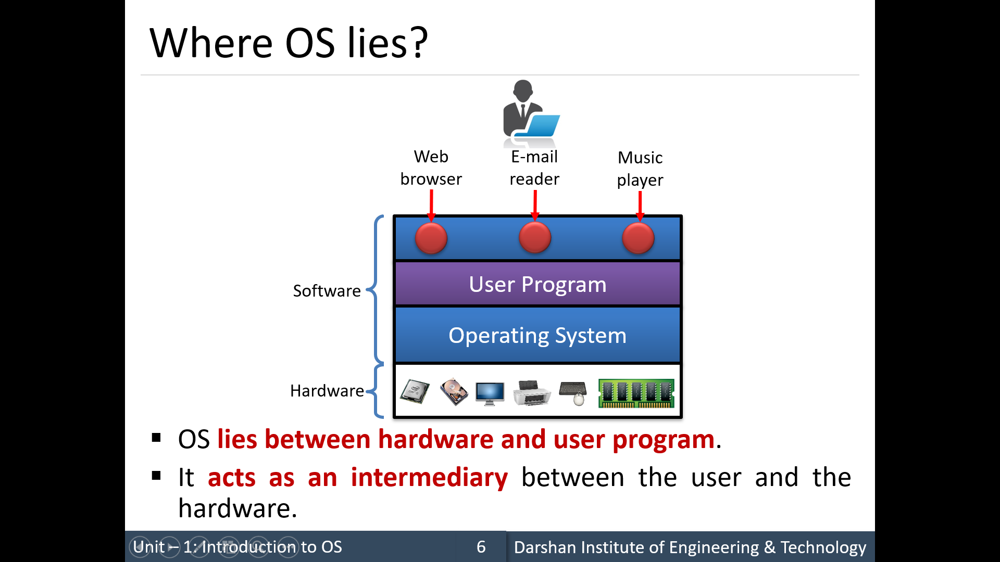 Where OS lies?
Web
browser
E-mail
reader
Music
player
Software
User Program
Operating System
Hardware
▪ OS lies between hardware and user program.
▪ It acts as an intermediary between the user and the
hardware.
Unit – 1: Introduction to OS
6
Darshan Institute of Engineering & Technology